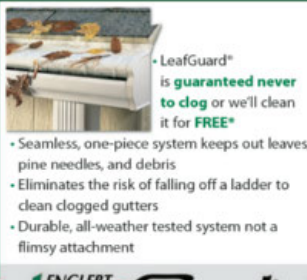 • LeafGuard®
is guaranteed never
to clog or we'll clean
it for FREE*
• Seamless, one-piece system keeps out leaves,
pine needles, and debris
• Eliminates the risk of falling off a ladder to
clean clogged gutters
• Durable, all-weather tested system not a
flimsy attachment
ENGLERT